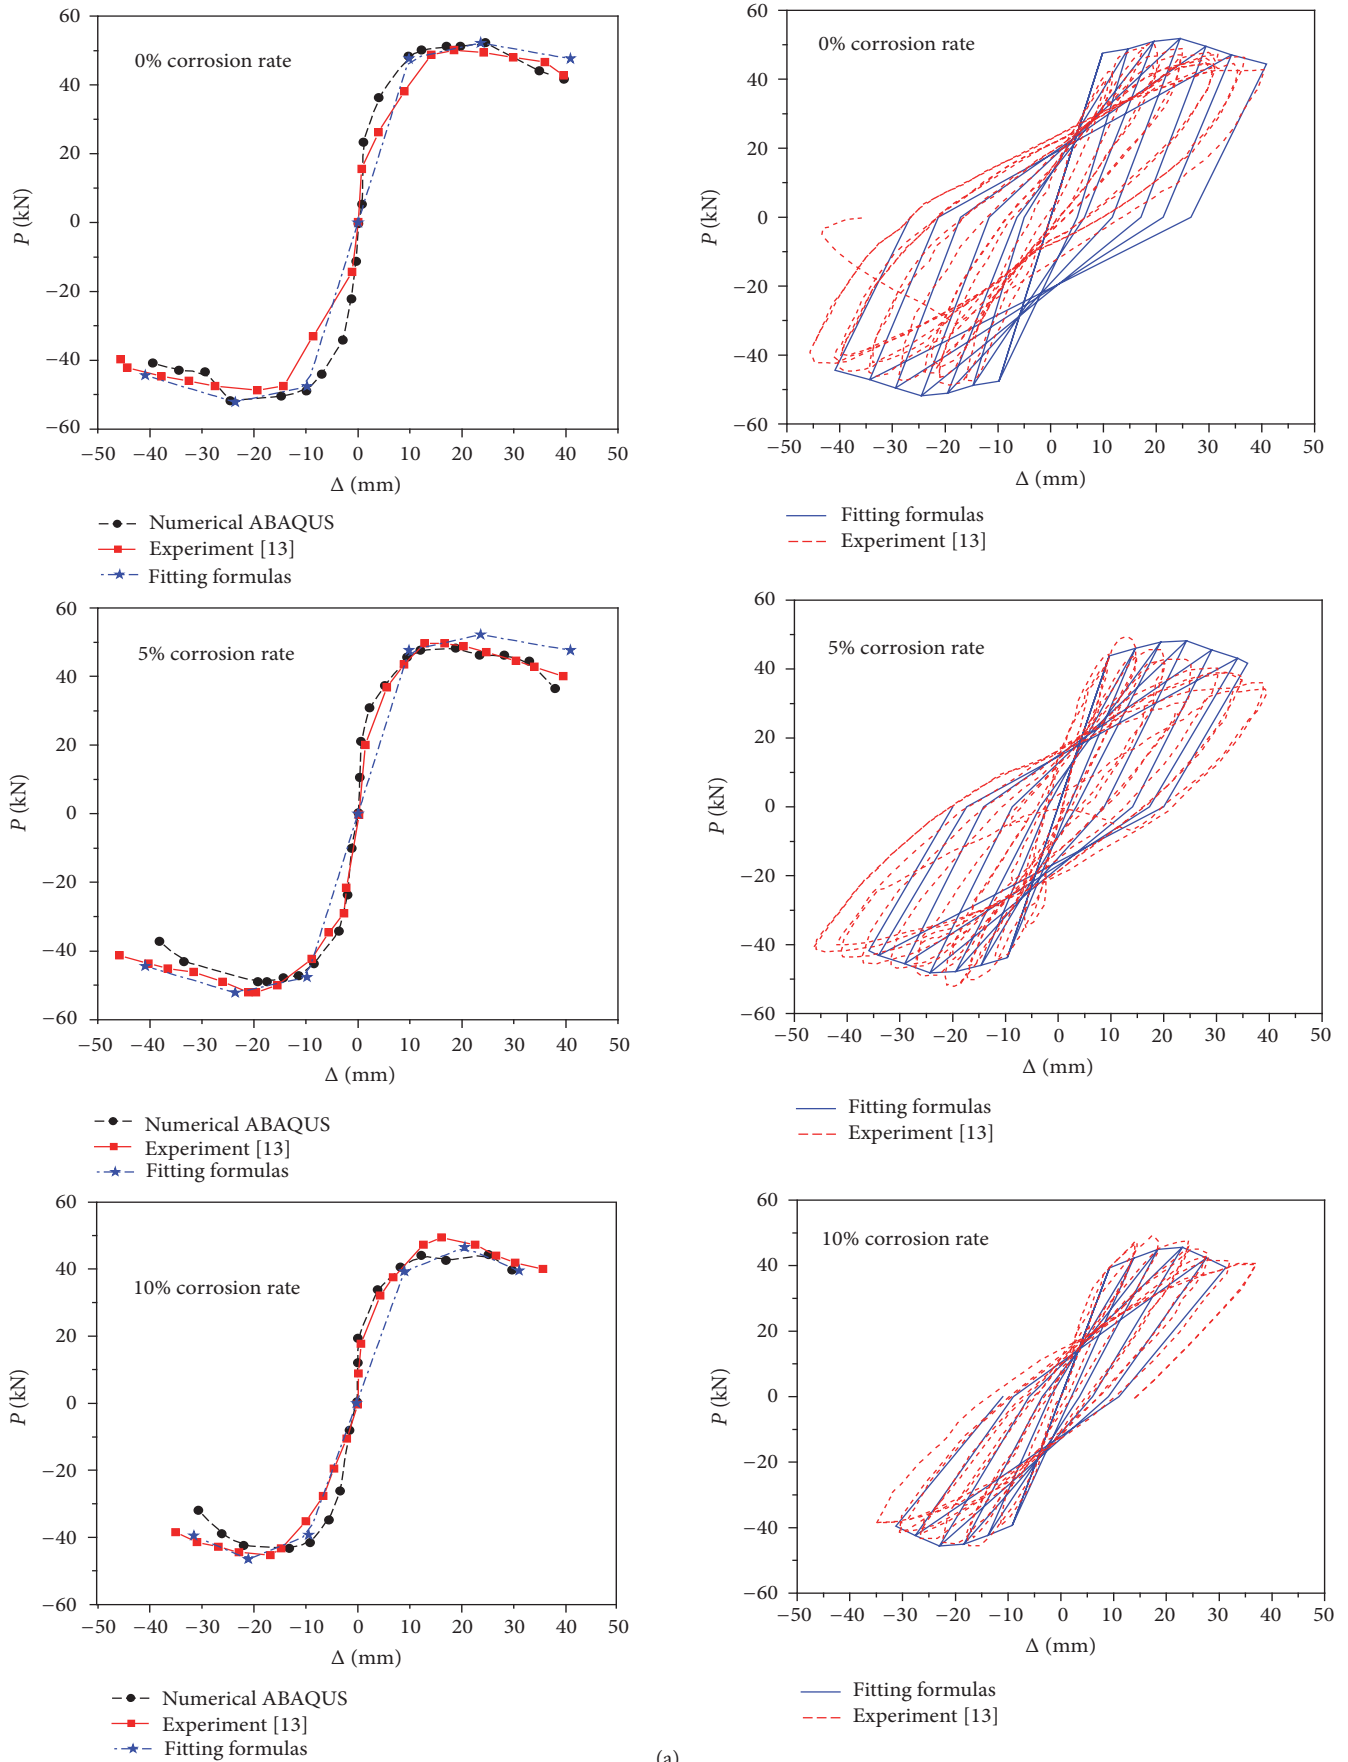 60
40
20
0
−20
−40
−60
P (kN)
0% corrosion rate
−50 −40 −30 −20 −10 0 10 20 30 40 50
Δ (mm)
Numerical ABAQUS
Experiment [13]
Fitting formulas
60
40
20
0
−20
−40
−60
P (kN)
0% corrosion rate
−50 −40 −30 −20 −10 0 10 20 30 40 50
Δ (mm)
Fitting formulas
Experiment [13]
60
40
20
0
−20
−40
−60
P (kN)
5% corrosion rate
−50 −40 −30 −20 −10 0 10 20 30 40 50
Δ (mm)
Numerical ABAQUS
Experiment [13]
Fitting formulas
60
40
20
0
−20
−40
−60
P (kN)
5% corrosion rate
−50 −40 −30 −20 −10 0 10 20 30 40 50
Δ (mm)
Fitting formulas
Experiment [13]
60
40
20
0
−20
−40
−60
P (kN)
10% corrosion rate
−50 −40 −30 −20 −10 0 10 20 30 40 50
Δ (mm)
Numerical ABAQUS
Experiment [13]
Fitting formulas
60
40
20
0
−20
−40
−60
P (kN)
10% corrosion rate
−50 −40 −30 −20 −10 0 10 20 30 40 50
Δ (mm)
Fitting formulas
Experiment [13]
(a)